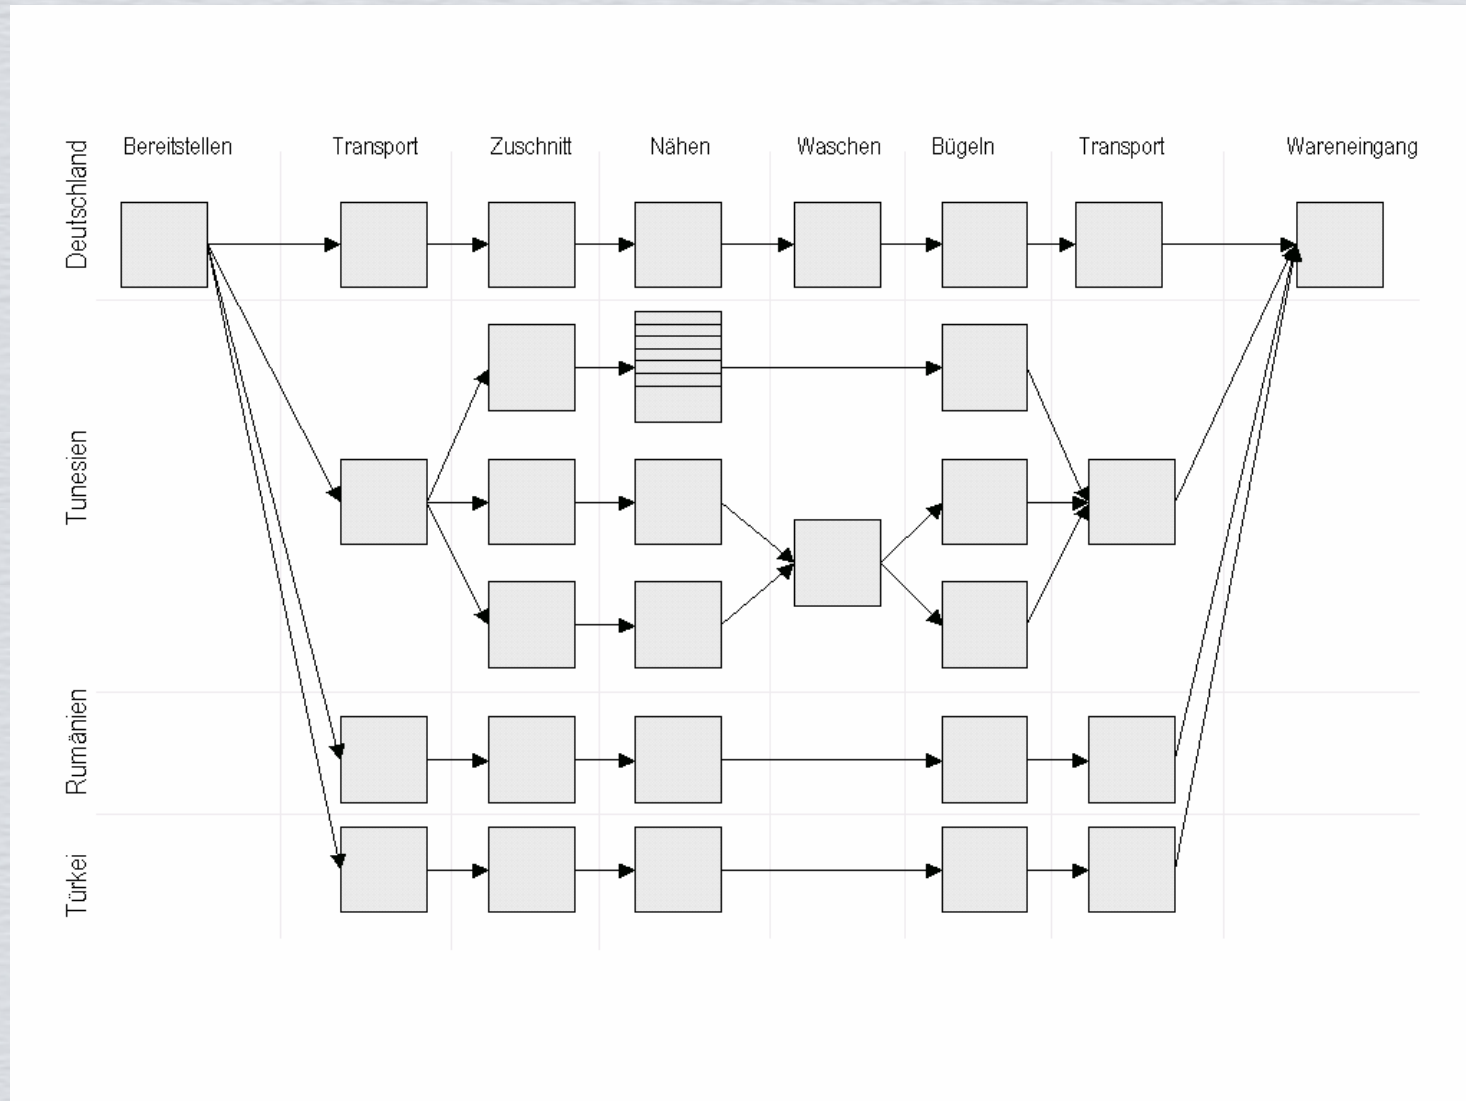 Bereitstellen Transport Zuschnitt Nähen Waschen Bügeln Transport Wareneingang
Deutschland
Tunesien
Rumänien
Türkei